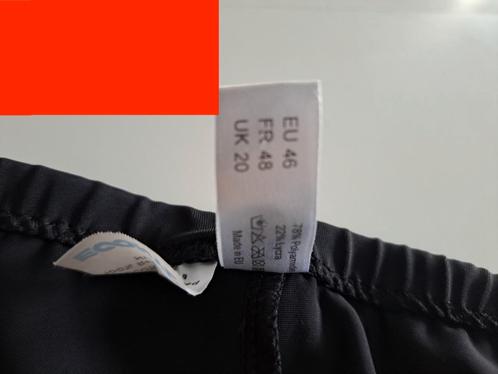 EU 46
FR 48
UK 20
78% Polyamide
22% Lycra
Made in EU